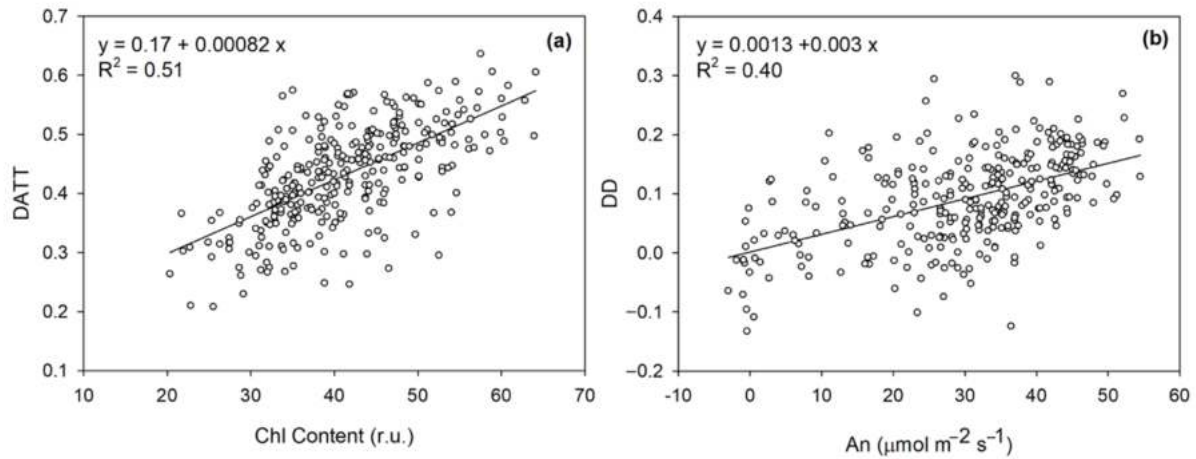 y = 0.17 + 0.00082 x
R² = 0.51
(a)
0.7
0.6
0.5
0.4
0.3
0.2
0.1
DATT
10 20 30 40 50 60 70
Chl Content (r.u.)
y = 0.0013 +0.003 x
R² = 0.40
(b)
0.4
0.3
0.2
0.1
0.0
−0.1
−0.2
DD
-10 0 10 20 30 40 50 60
An (μmol m⁻² s⁻¹)